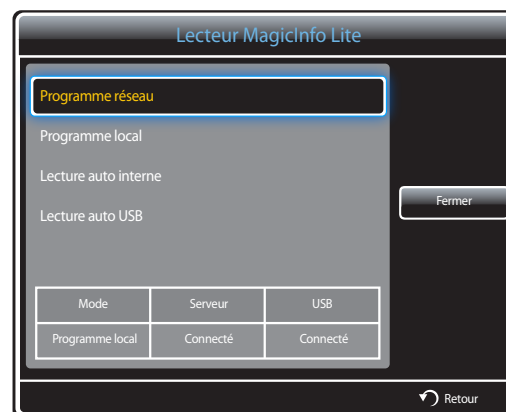 Lecteur MagicInfo Lite
Programme réseau
Programme local
Lecture auto interne
Lecture auto USB
Fermer
Mode Serveur USB
Programme local Connecté Connecté
Retour